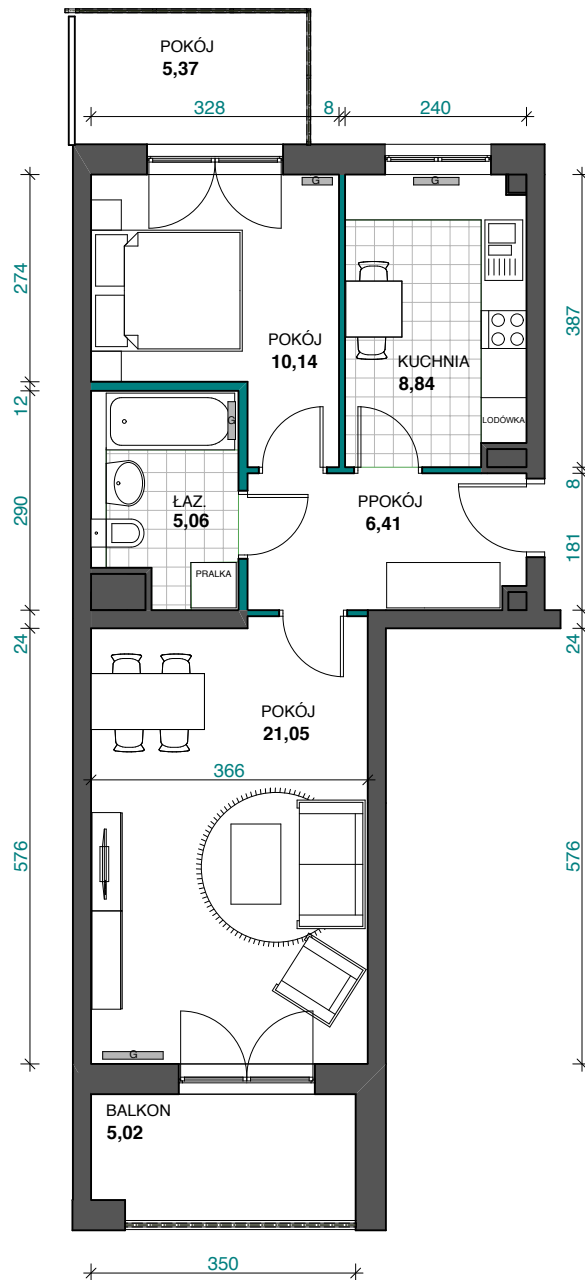 POKÓJ
5,37
328
8
240
G
G
274
387
POKÓJ
10,14
KUCHNIA
8,84
12
G
LODÓWKA
290
ŁAZ.
5,06
PPOKÓJ
6,41
8
181
PRALKA
24
24
POKÓJ
21,05
366
576
576
G
BALKON
5,02
350